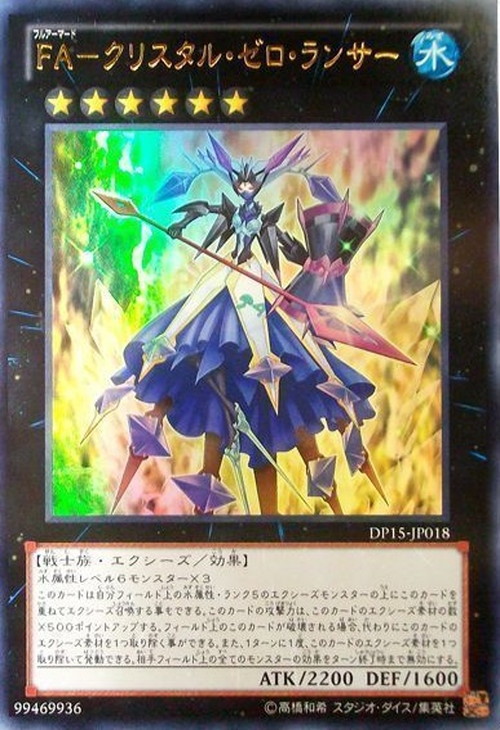 フルアーマード
FA－クリスタル・ゼロ・ランサー
みず
水
DP15-JP018
【戦士族・エクシーズ／効果】
水属性レベル６モンスター×３
このカードは自分フィールド上の水属性・ランク５のエクシーズモンスターの上にこのカードを
重ねてエクシーズ召喚する事もできる。このカードの攻撃力は、このカードのエクシーズ素材の数
×５００ポイントアップする。フィールド上のこのカードが破壊される場合、代わりにこのカードの
エクシーズ素材を１つ取り除く事ができる。また、１ターンに１度、このカードのエクシーズ素材を１つ
取り除いて発動できる。相手フィールド上の全てのモンスターの効果をターン終了時まで無効にする。
ATK/2200 DEF/1600
99469936
©高橋和希 スタジオ・ダイス/集英社